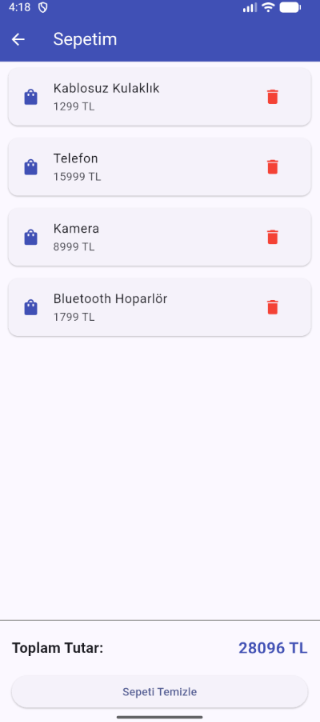 4:18
Sepetim
Kablosuz Kulaklık
1299 TL
Telefon
15999 TL
Kamera
8999 TL
Bluetooth Hoparlör
1799 TL
Toplam Tutar: 28096 TL
Sepeti Temizle